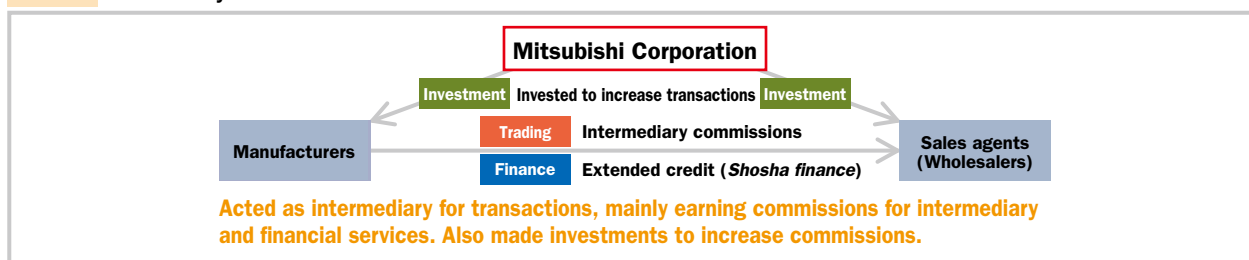 Mitsubishi Corporation
Investment Invested to increase transactions Investment
Manufacturers
Trading Intermediary commissions
Finance Extended credit (Shosha finance)
Sales agents
(Wholesalers)
Acted as intermediary for transactions, mainly earning commissions for intermediary
and financial services. Also made investments to increase commissions.